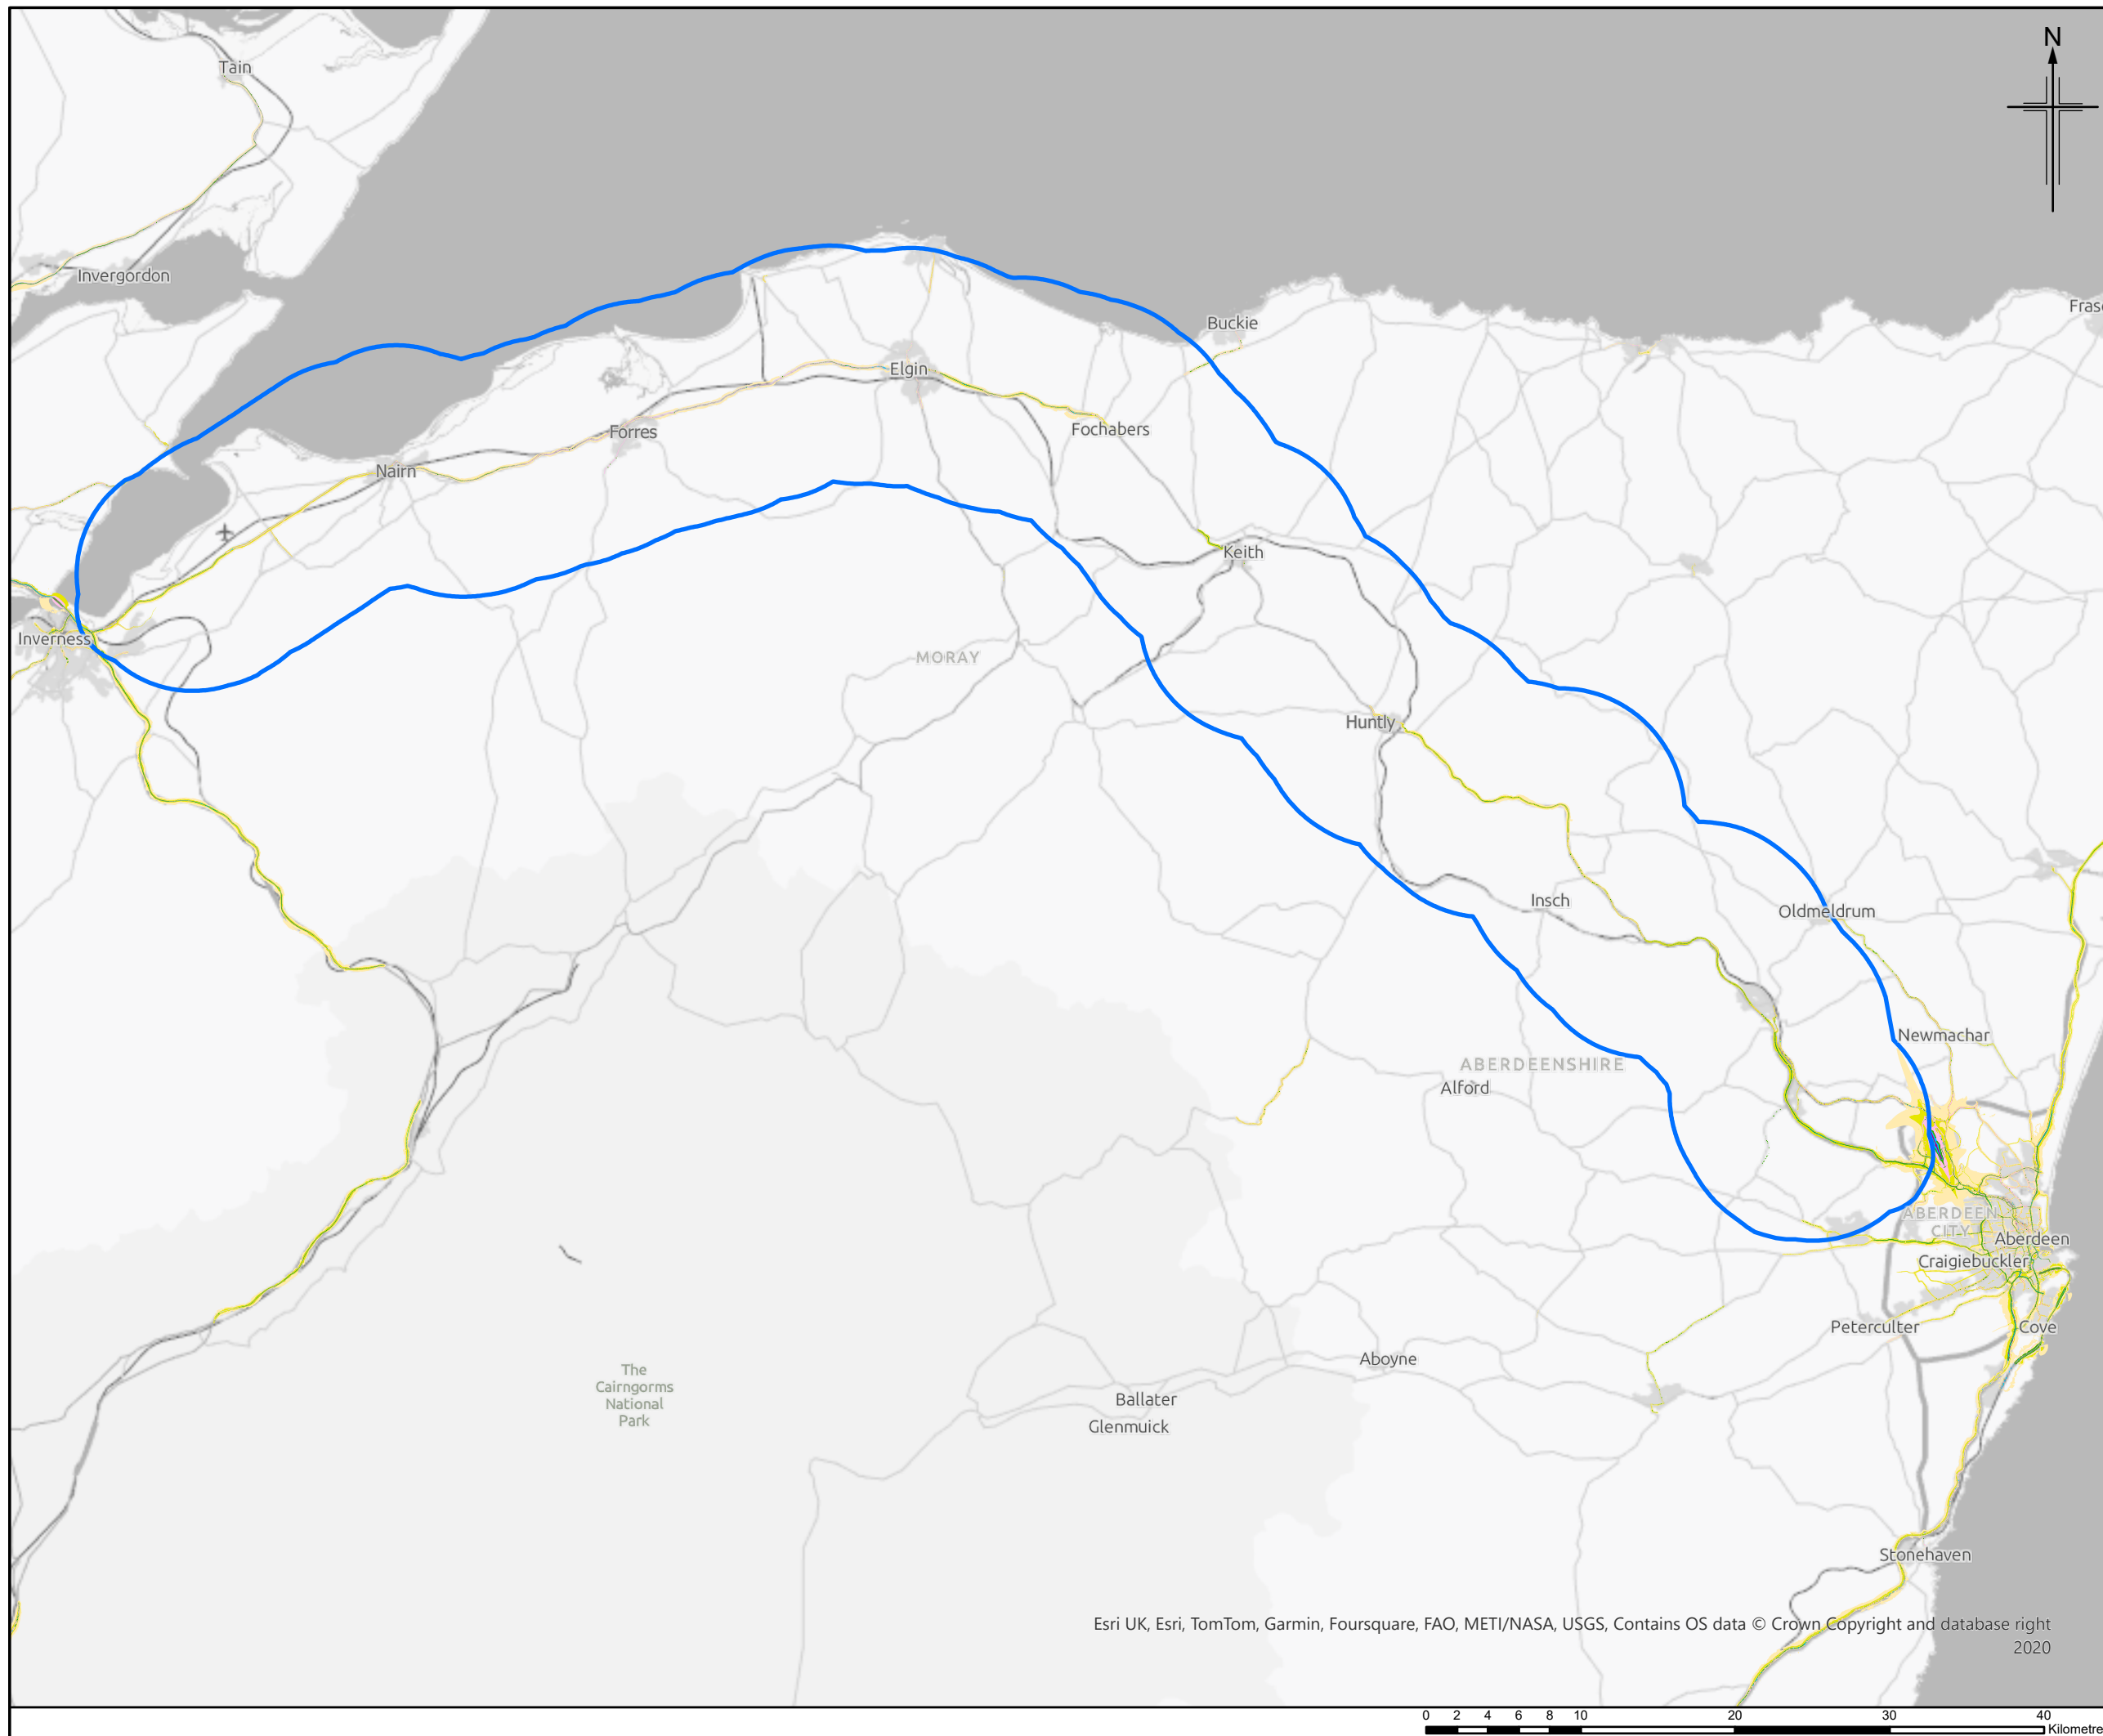 N
Tain
Invergordon
Fras
Buckie
Elgin
Fochabers
Forres
Nairn
Keith
Inverness
MORAY
Huntly
Insch
Oldmeldrum
Newmachar
ABERDEENSHIRE
Alford
ABERDEEN
CITY
Aberdeen
Craigiebuckler
Peterculter
Cove
Aboyne
The
Cairngorms
National
Park
Ballater
Glenmuick
Stonehaven
Esri UK, Esri, TomTom, Garmin, Foursquare, FAO, METI/NASA, USGS, Contains OS data © Crown Copyright and database right
2020
0 2 4 6 8 10 20 30 40
Kilometre